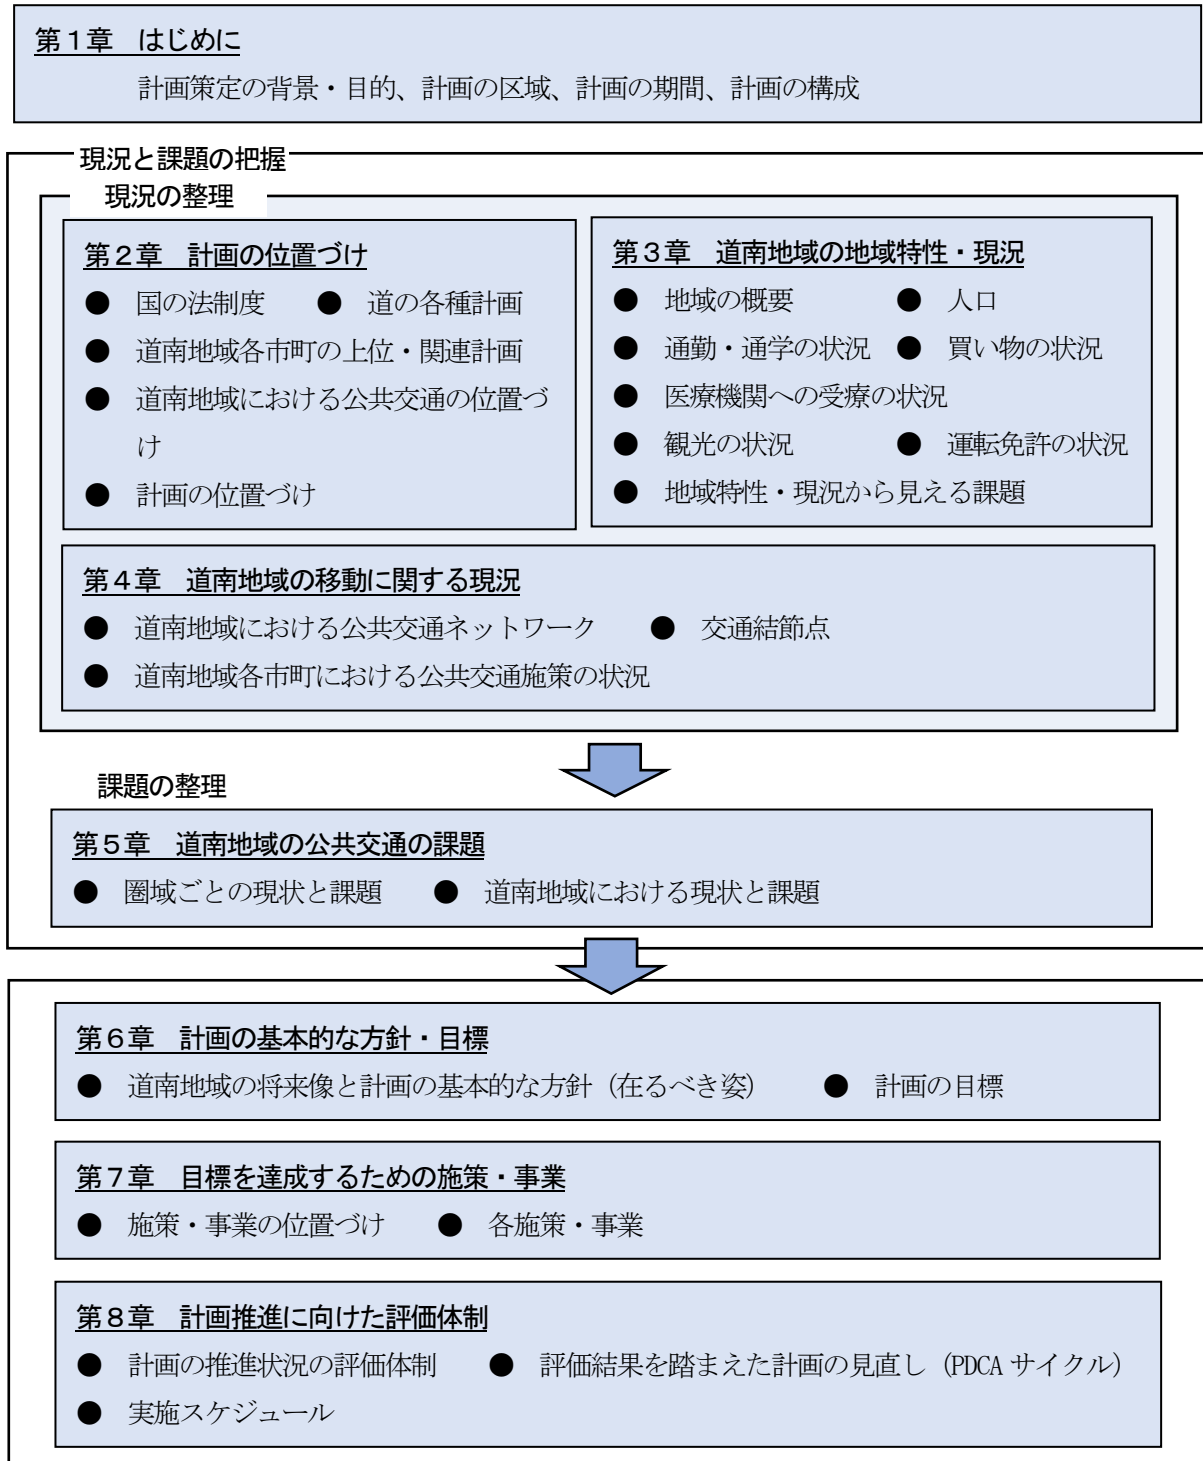 第１章　はじめに
計画策定の背景・目的、計画の区域、計画の期間、計画の構成
現況と課題の把握
現況の整理
第２章　計画の位置づけ
● 国の法制度　● 道の各種計画
● 道南地域各市町の上位・関連計画
● 道南地域における公共交通の位置づ
け
● 計画の位置づけ
第３章　道南地域の地域特性・現況
● 地域の概要　● 人口
● 通勤・通学の状況　● 買い物の状況
● 医療機関への受療の状況
● 観光の状況　● 運転免許の状況
● 地域特性・現況から見える課題
第４章　道南地域の移動に関する現況
● 道南地域における公共交通ネットワーク　● 交通結節点
● 道南地域各市町における公共交通施策の状況
課題の整理
第５章　道南地域の公共交通の課題
● 圏域ごとの現状と課題　● 道南地域における現状と課題
第６章　計画の基本的な方針・目標
● 道南地域の将来像と計画の基本的な方針（在るべき姿）　● 計画の目標
第７章　目標を達成するための施策・事業
● 施策・事業の位置づけ　● 各施策・事業
第８章　計画推進に向けた評価体制
● 計画の推進状況の評価体制　● 評価結果を踏まえた計画の見直し（PDCA サイクル）
● 実施スケジュール